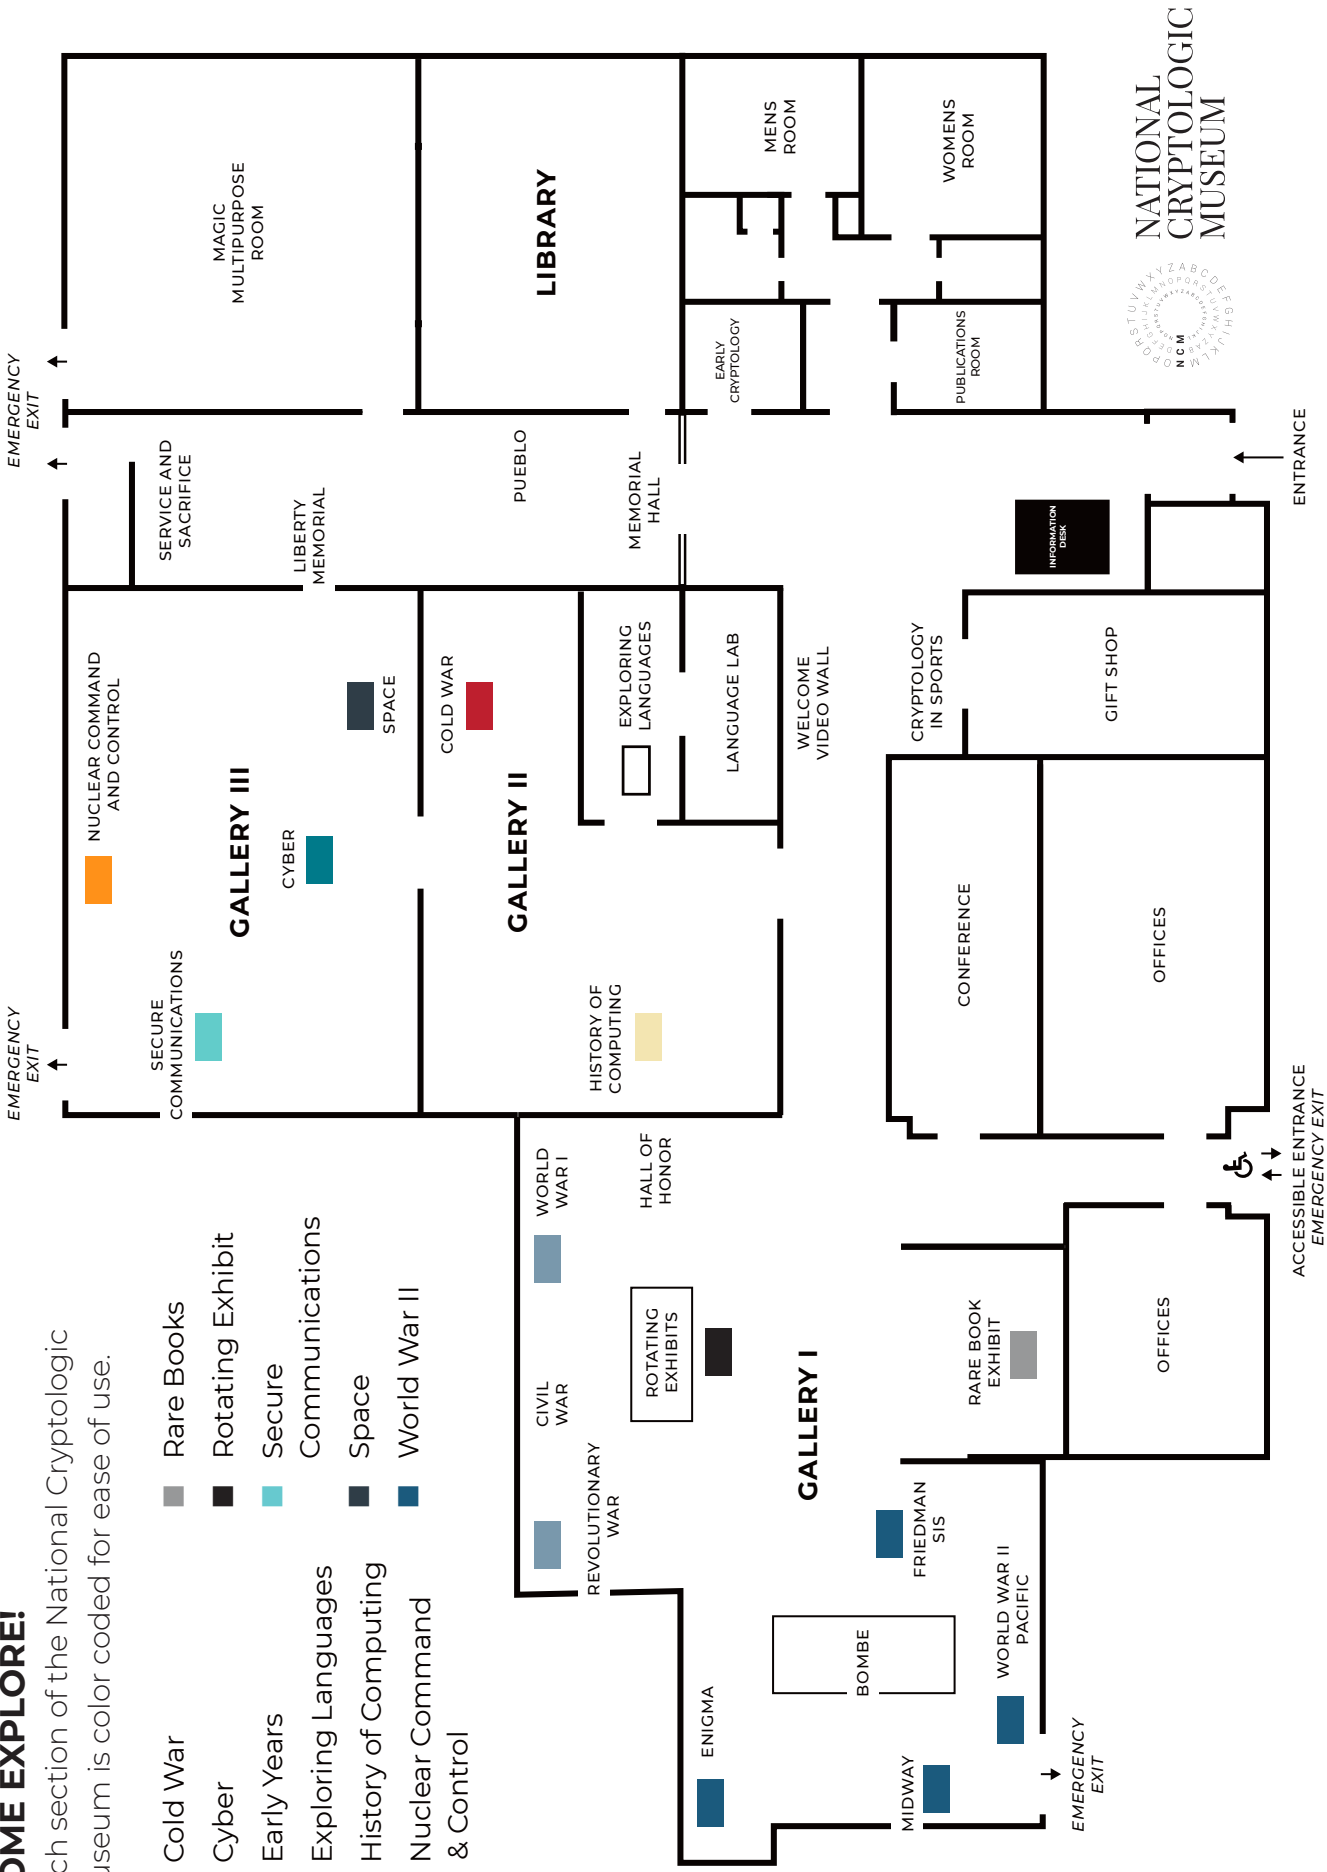 OME EXPLORE!
ch section of the National Cryptologic
useum is color coded for ease of use.
Cold War
Cyber
Early Years
Exploring Languages
History of Computing
Nuclear Command
& Control
Rare Books
Rotating Exhibit
Secure
Communications
Space
World War II
EMERGENCY
EXIT
EMERGENCY
EXIT
SECURE
COMMUNICATIONS
NUCLEAR COMMAND
AND CONTROL
GALLERY III
CYBER
SPACE
SERVICE AND
SACRIFICE
LIBERTY
MEMORIAL
MAGIC
MULTIPURPOSE
ROOM
COLD WAR
GALLERY II
HISTORY OF
COMPUTING
EXPLORING
LANGUAGES
LANGUAGE LAB
PUEBLO
MEMORIAL
HALL
LIBRARY
EARLY
CRYPTOLOGY
MENS
ROOM
WOMENS
ROOM
PUBLICATIONS
ROOM
WORLD
WAR I
HALL OF
HONOR
CIVIL
WAR
REVOLUTIONARY
WAR
ROTATING
EXHIBITS
GALLERY I
WELCOME
VIDEO WALL
CRYPTOLOGY
IN SPORTS
INFORMATION
DESK
GIFT SHOP
CONFERENCE
OFFICES
RARE BOOK
EXHIBIT
OFFICES
FRIEDMAN
SIS
WORLD WAR II
PACIFIC
BOMBE
ENIGMA
MIDWAY
EMERGENCY
EXIT
ACCESSIBLE ENTRANCE
EMERGENCY EXIT
ENTRANCE
NCM
NATIONAL
CRYPTOLOGIC
MUSEUM